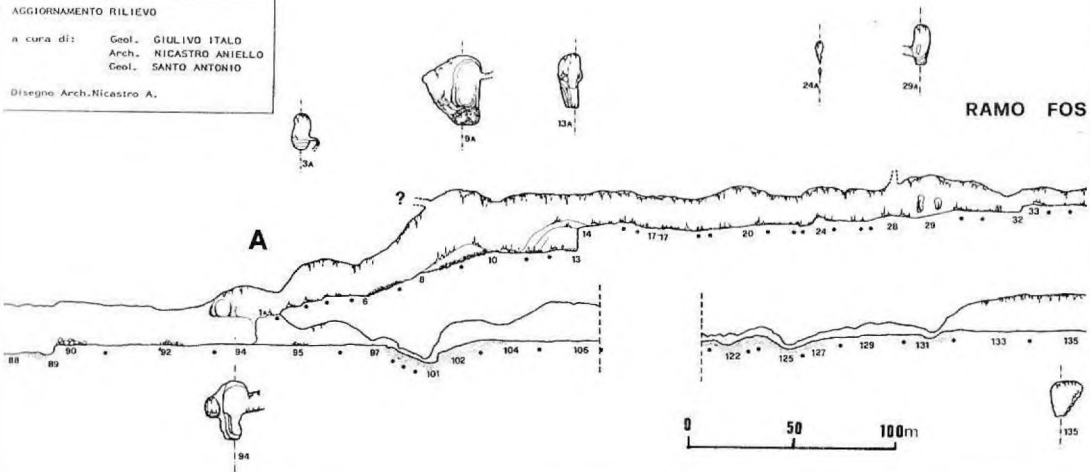 AGGIORNAMENTO RILIEVO
a cura di: Geol. GIULIVO ITALO
Arch. NICASTRO ANIELLO
Geol. SANTO ANTONIO
Disegno Arch.Nicastro A.
3A
9A
13A
24A
29A
RAMO FOS
?
A
6 8 10 13 14 17 17 20 24 28 29 32 33
88 89 90 92 94 95 97 101 102 104 106
122 125 127 129 131 133 135
94
0 50 100m
135